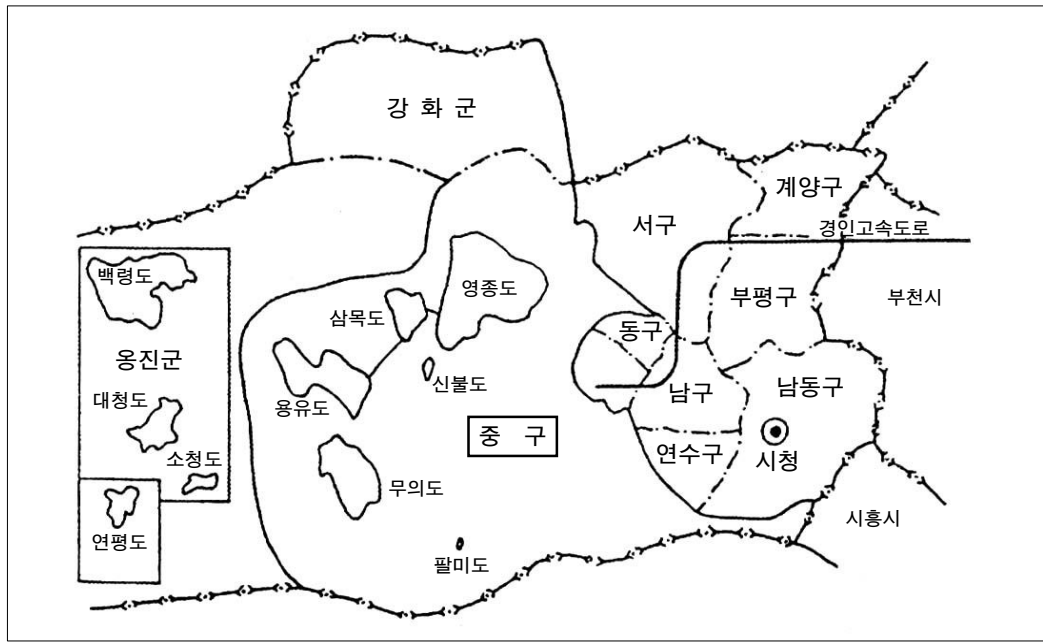 강 화 군
계양구
서구
경인고속도로
백령도
영종도
부평구
부천시
삼목도
동구
옹진군
신불도
남구
남동구
대청도
용유도
중 구
소청도
연수구
시청
무의도
시흥시
연평도
팔미도